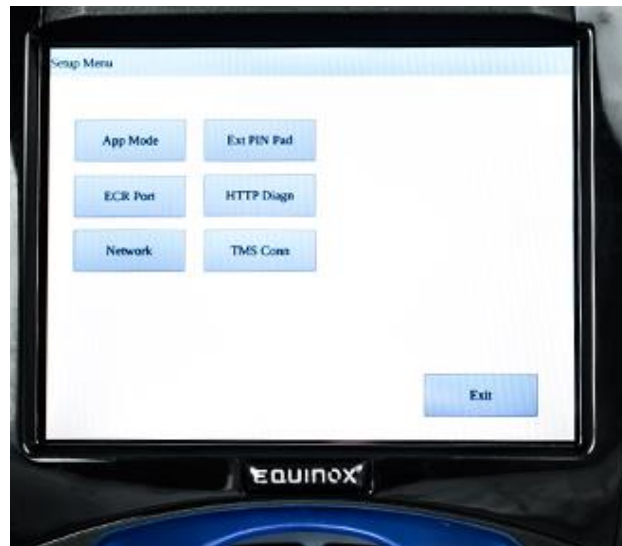 Setup Menu
App Mode
Ext PIN Pad
ECR Port
HTTP Diagn
Network
TMS Conn
Exit
EQUINOX